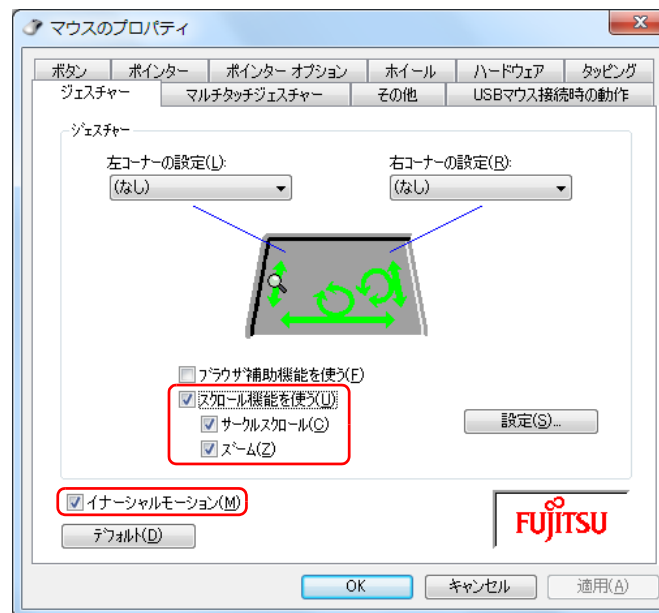 マウスのプロパティ
ボタン ポインター ポインター オプション ホイール ハードウェア タッピング
ジェスチャー マルチタッチジェスチャー その他 USBマウス接続時の動作
ジェスチャー
左コーナーの設定(L): 右コーナーの設定(R):
(なし) (なし)
ブラウザ補助機能を使う(F)
スクロール機能を使う(U)
サークルスクロール(C) 設定(S)...
ズーム(Z)
イナーシャルモーション(M)
FUJITSU
デフォルト(D)
OK キャンセル 適用(A)